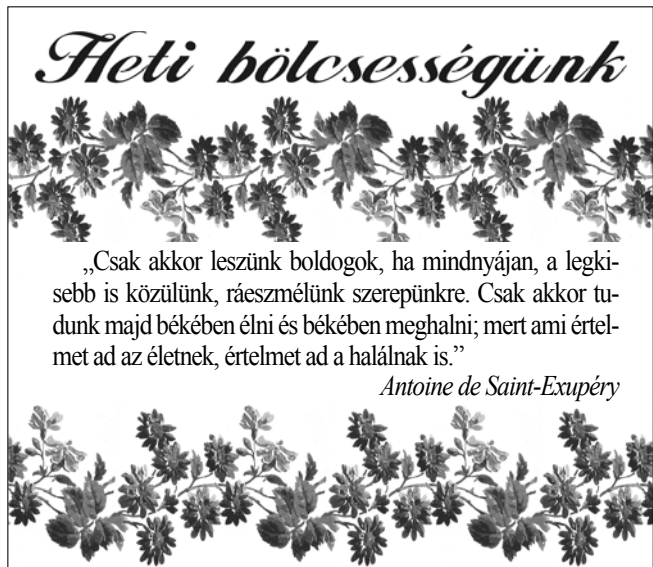 Heti bölcsességünk
„Csak akkor leszünk boldogok, ha mindnyájan, a legki-
sebb is közülünk, ráeszmélünk szerepünkre. Csak akkor tu-
dunk majd békében élni és békében meghalni; mert ami értel-
met ad az életnek, értelmet ad a halálnak is.”
Antoine de Saint-Exupéry